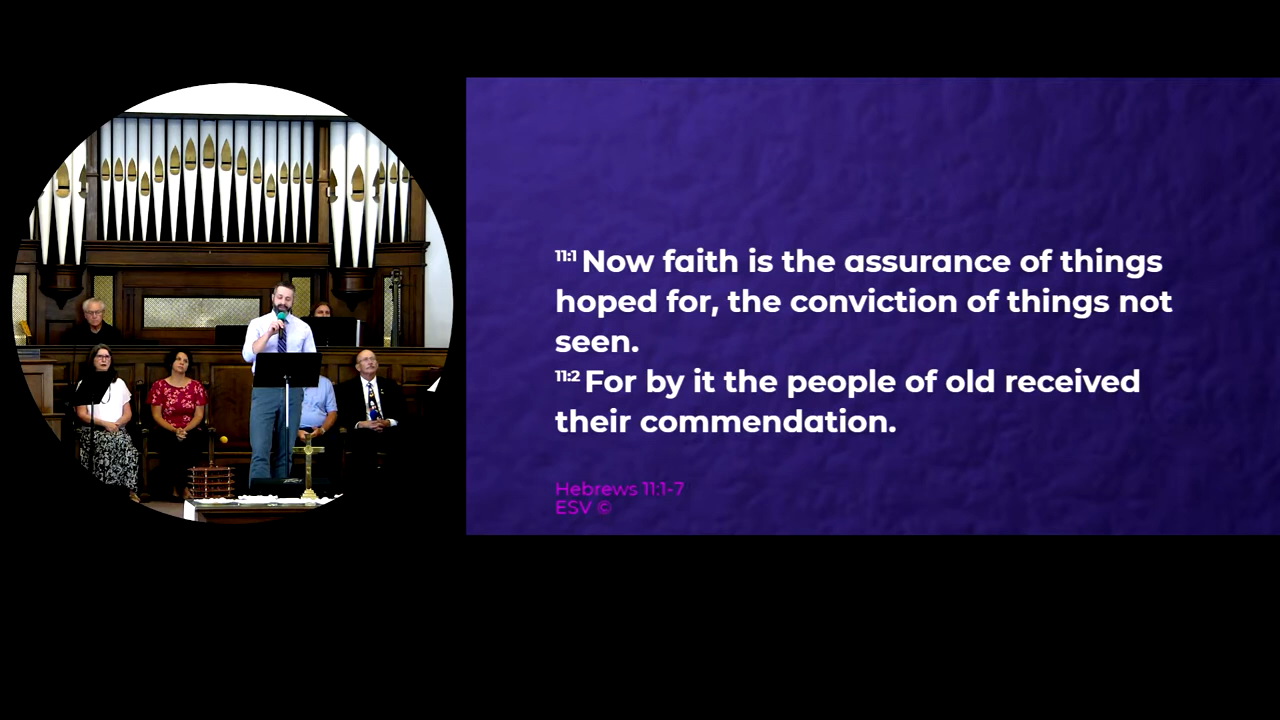 11:1 Now faith is the assurance of things
hoped for, the conviction of things not
seen.
11:2 For by it the people of old received
their commendation.
Hebrews 11:1-7
ESV ©